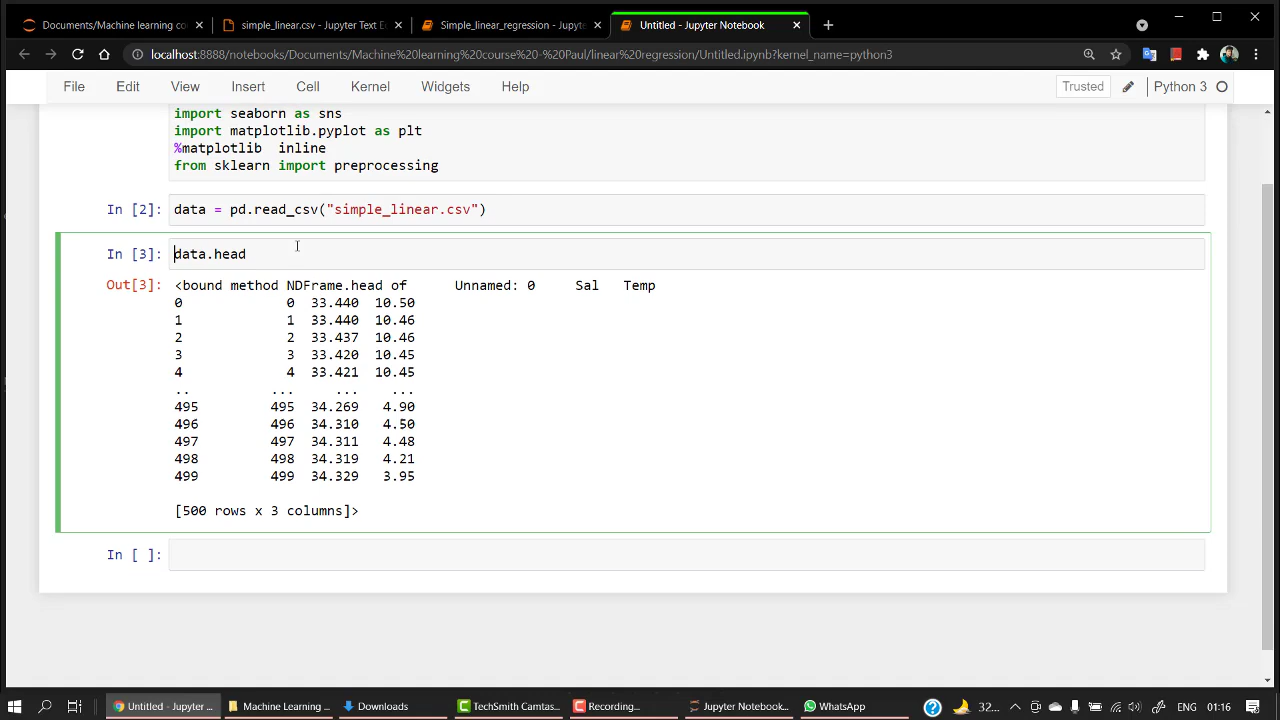 Documents/Machine learning co
simple_linear.csv - Jupyter Text E
Simple_linear_regression - Jupyte
Untitled - Jupyter Notebook
localhost:8888/notebooks/Documents/Machine%20learning%20course%20-%20Paul/linear%20regression/Untitled.ipynb?kernel_name=python3
File Edit View Insert Cell Kernel Widgets Help Trusted Python 3
import seaborn as sns
import matplotlib.pyplot as plt
%matplotlib  inline
from sklearn import preprocessing
In [2]: data = pd.read_csv("simple_linear.csv")
In [3]: data.head
Out[3]: <bound method NDFrame.head of      Unnamed: 0     Sal   Temp
0             0  33.440  10.50
1             1  33.440  10.46
2             2  33.437  10.46
3             3  33.420  10.45
4             4  33.421  10.45
..          ...     ...    ...
495         495  34.269   4.90
496         496  34.310   4.50
497         497  34.311   4.48
498         498  34.319   4.21
499         499  34.329   3.95
[500 rows x 3 columns]>
In [ ]:
Untitled - Jupyter ...
Machine Learning ...
Downloads
TechSmith Camtas...
Recording...
Jupyter Notebook...
WhatsApp
32...
ENG
01:16